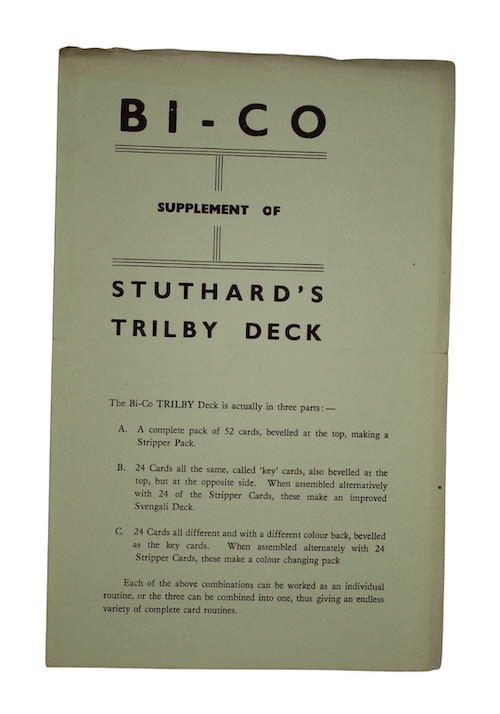 BI-CO
SUPPLEMENT OF
STUTHARD'S
TRILBY DECK
The Bi-Co TRILBY Deck is actually in three parts:—
A. A complete pack of 52 cards, bevelled at the top, making a
Stripper Pack.
B. 24 Cards all the same, called 'key' cards, also bevelled at the
top, but at the opposite side. When assembled alternatively
with 24 of the Stripper Cards, these make an improved
Svengali Deck.
C. 24 Cards all different and with a different colour back, bevelled
as the key cards. When assembled alternately with 24
Stripper Cards, these make a colour changing pack
Each of the above combinations can be worked as an individual
routine, or the three can be combined into one, thus giving an endless
variety of complete card routines.